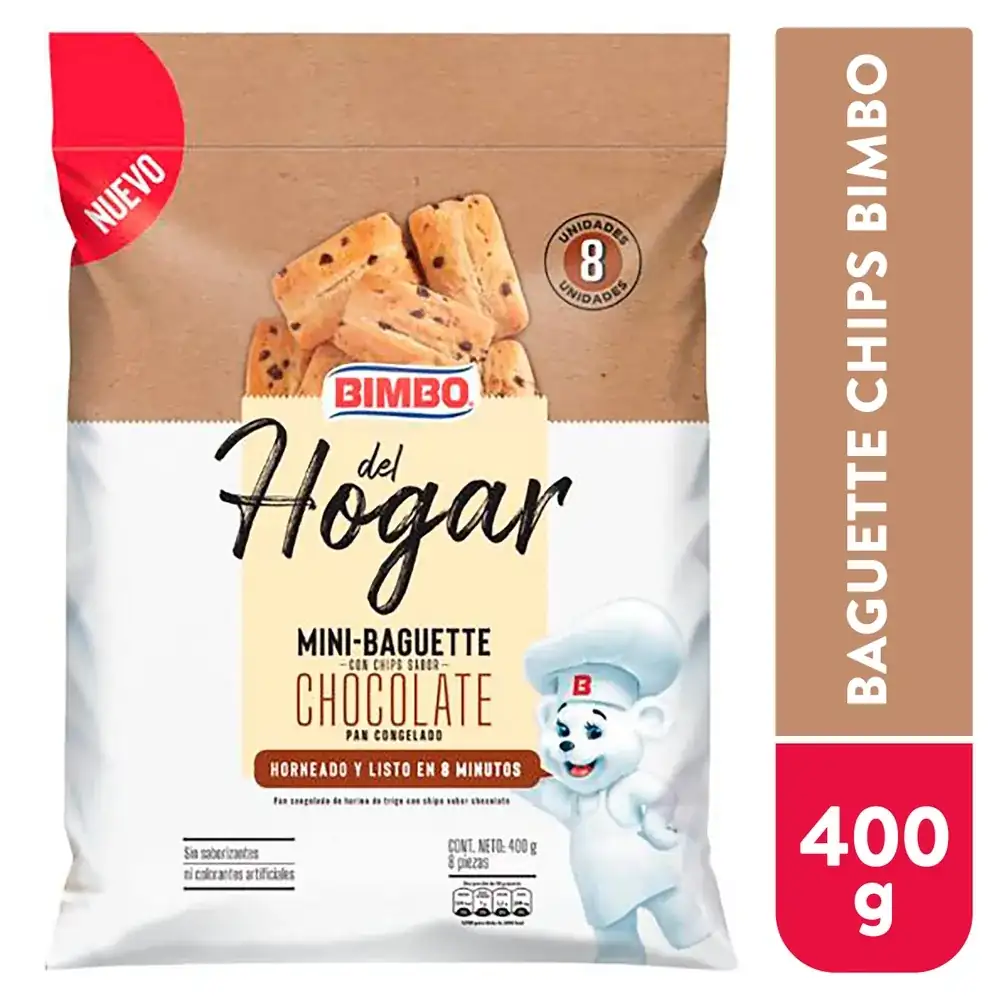 NUEVO
UNIDADES
8
UNIDADES
BIMBO
del
Hogar
MINI-BAGUETTE
CON CHIPS SABOR
CHOCOLATE
PAN CONGELADO
HORNEADO Y LISTO EN 8 MINUTOS
Pan congelado de harina de trigo con chips sabor chocolate
Sin saborizantes
ni colorantes artificiales
CONT. NETO: 400 g
8 piezas
B
BAGUETTE CHIPS BIMBO
400
g